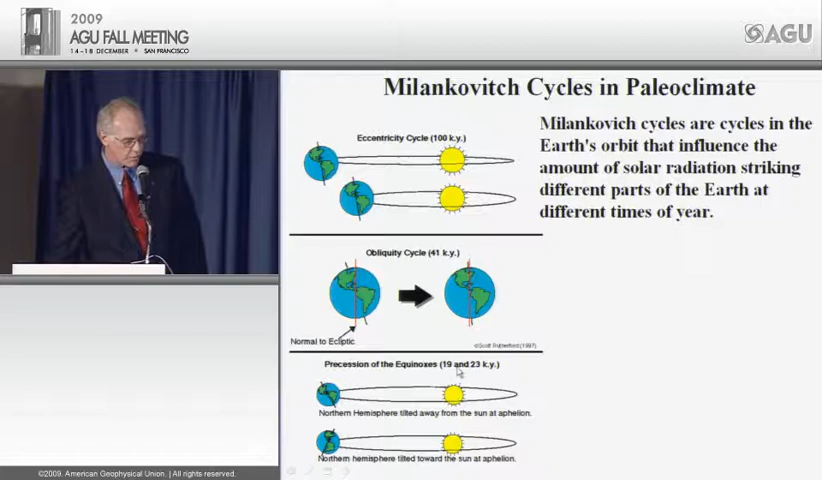 2009
AGU FALL MEETING
14 - 18 DECEMBER • SAN FRANCISCO
AGU
Milankovitch Cycles in Paleoclimate
Eccentricity Cycle (100 k.y.)
Milankovich cycles are cycles in the
Earth's orbit that influence the
amount of solar radiation striking
different parts of the Earth at
different times of year.
Obliquity Cycle (41 k.y.)
Normal to Ecliptic
©Scott Rutherford (1997)
Precession of the Equinoxes (19 and 23 k.y.)
Northern Hemisphere tilted away from the sun at aphelion.
Northern hemisphere tilted toward the sun at aphelion.
©2009. American Geophysical Union. | All rights reserved.